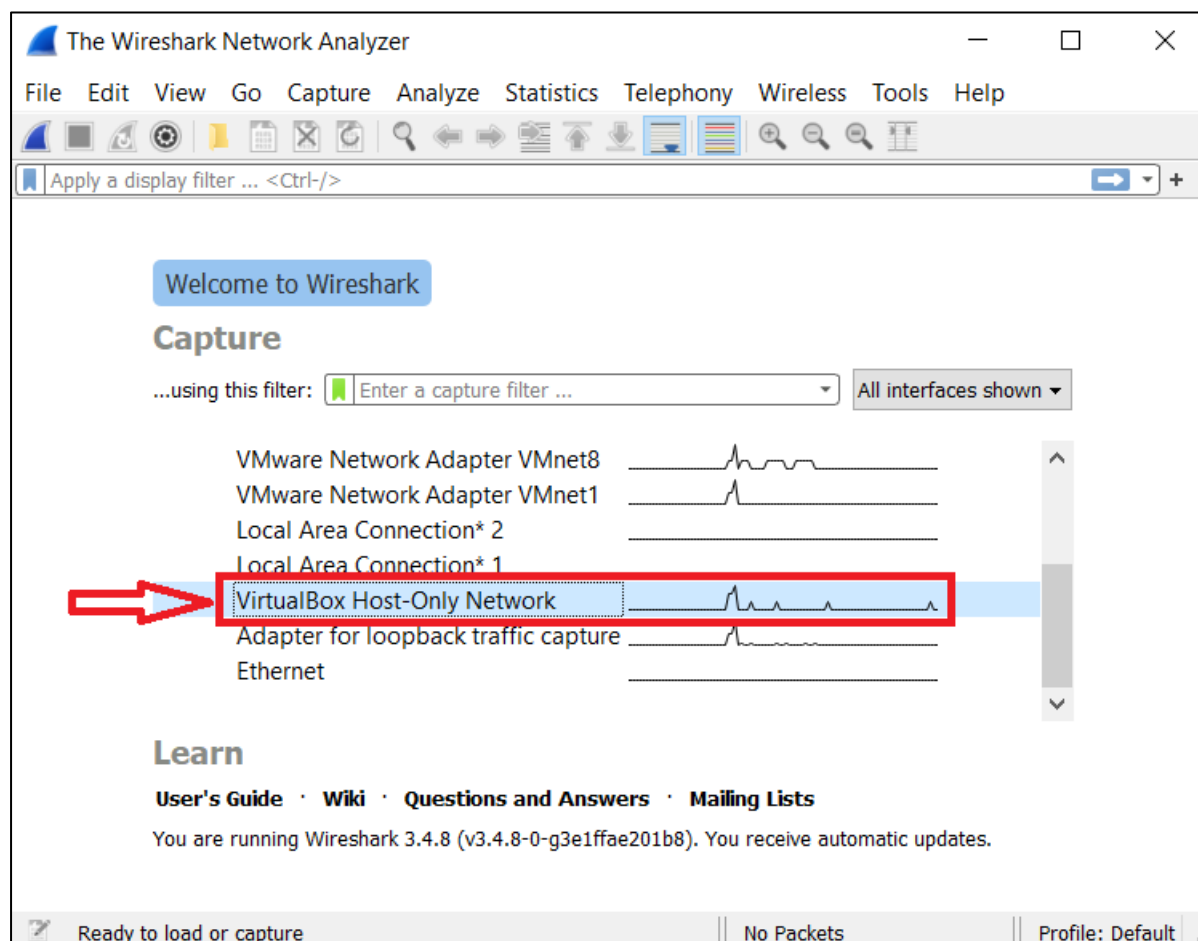 The Wireshark Network Analyzer
File Edit View Go Capture Analyze Statistics Telephony Wireless Tools Help
Apply a display filter ... <Ctrl-/>
+
Welcome to Wireshark
Capture
...using this filter: Enter a capture filter ... All interfaces shown
VMware Network Adapter VMnet8
VMware Network Adapter VMnet1
Local Area Connection* 2
Local Area Connection* 1
VirtualBox Host-Only Network
Adapter for loopback traffic capture
Ethernet
Learn
User's Guide · Wiki · Questions and Answers · Mailing Lists
You are running Wireshark 3.4.8 (v3.4.8-0-g3e1ffae201b8). You receive automatic updates.
Ready to load or capture No Packets Profile: Default